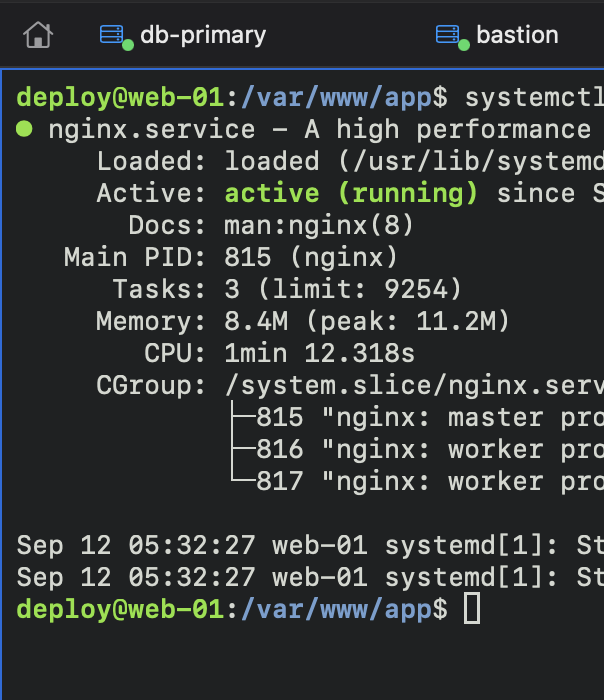 db-primary bastion
deploy@web-01:/var/www/app$ systemctl
● nginx.service – A high performance
Loaded: loaded (/usr/lib/systemd
Active: active (running) since S
Docs: man:nginx(8)
Main PID: 815 (nginx)
Tasks: 3 (limit: 9254)
Memory: 8.4M (peak: 11.2M)
CPU: 1min 12.318s
CGroup: /system.slice/nginx.serv
├─815 "nginx: master pro
├─816 "nginx: worker pro
└─817 "nginx: worker pro
Sep 12 05:32:27 web-01 systemd[1]: St
Sep 12 05:32:27 web-01 systemd[1]: St
deploy@web-01:/var/www/app$